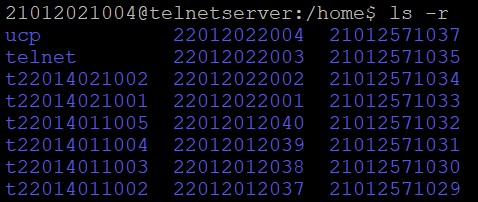 21012021004@telnetserver:/home$ ls -r
ucp 22012022004 21012571037
telnet 22012022003 21012571035
t22014021002 22012022002 21012571034
t22014021001 22012022001 21012571033
t22014011005 22012012040 21012571032
t22014011004 22012012039 21012571031
t22014011003 22012012038 21012571030
t22014011002 22012012037 21012571029